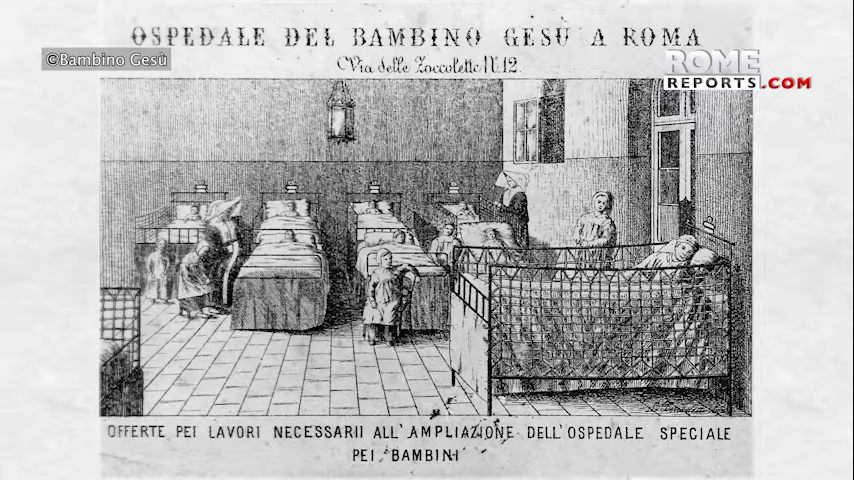 OSPEDALE DEL BAMBINO GESÙ A ROMA
©Bambino Gesù
Via delle Zoccolette N. 12.
ROME
REPORTS.COM
OFFERTE PEI LAVORI NECESSARII ALL'AMPLIAZIONE DELL'OSPEDALE SPECIALE
PEI BAMBINI